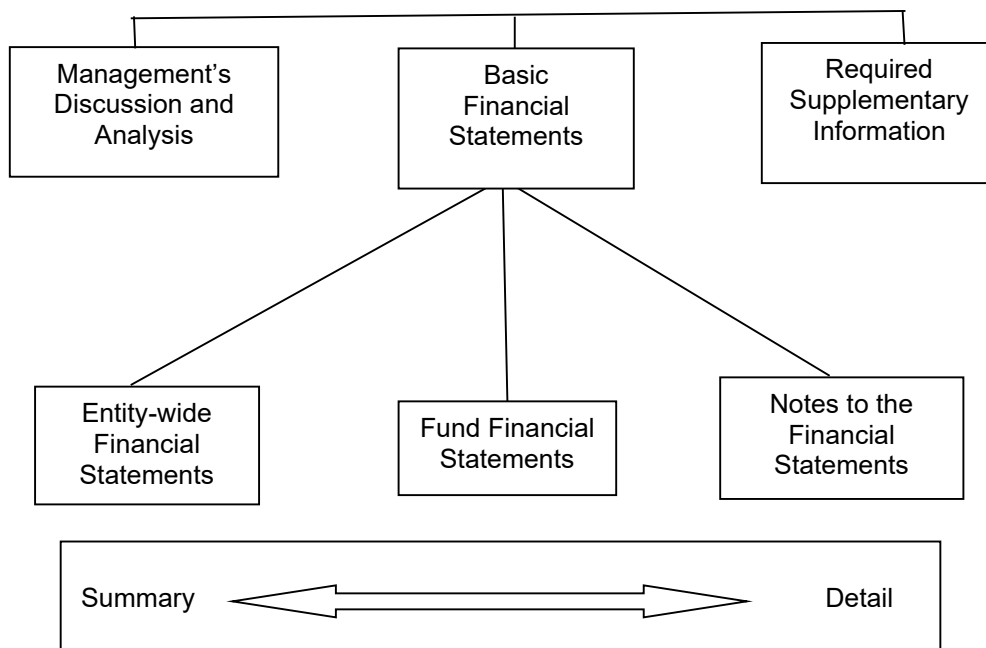 Management’s
Discussion and
Analysis
Basic
Financial
Statements
Required
Supplementary
Information
Entity-wide
Financial
Statements
Fund Financial
Statements
Notes to the
Financial
Statements
Summary
Detail